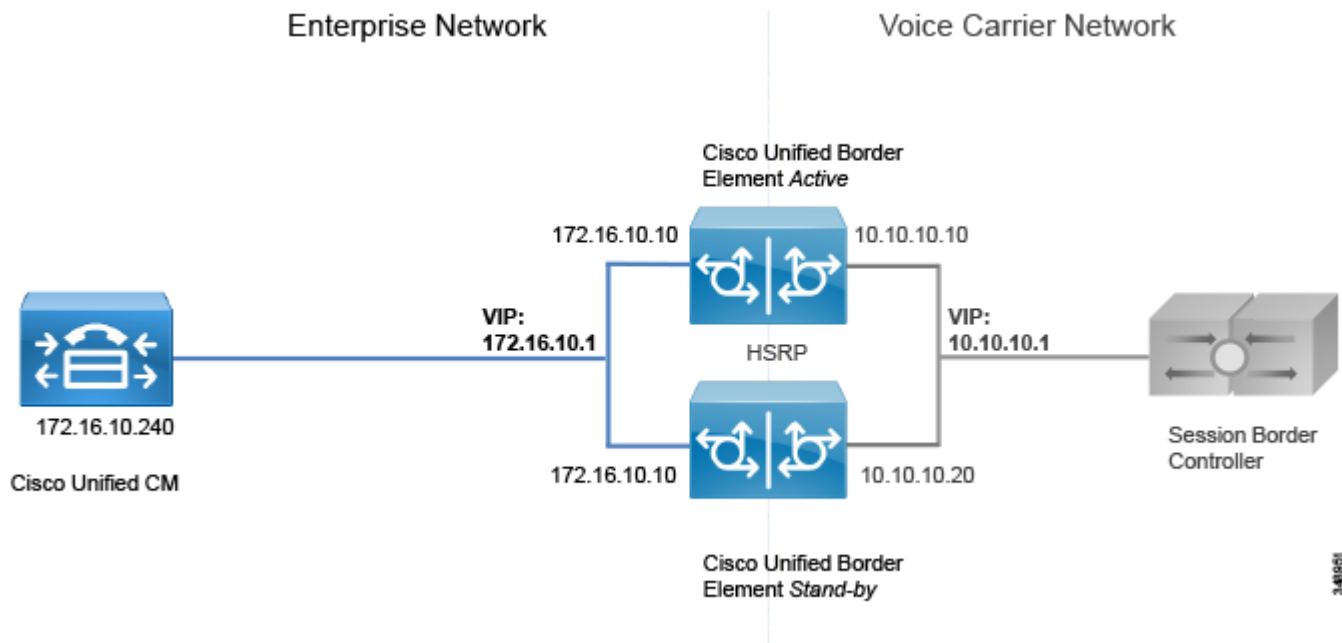 Enterprise Network
Voice Carrier Network
Cisco Unified Border
Element Active
172.16.10.10
10.10.10.10
VIP:
172.16.10.1
HSRP
VIP:
10.10.10.1
172.16.10.240
Cisco Unified CM
Session Border
Controller
172.16.10.10
10.10.10.20
Cisco Unified Border
Element Stand-by